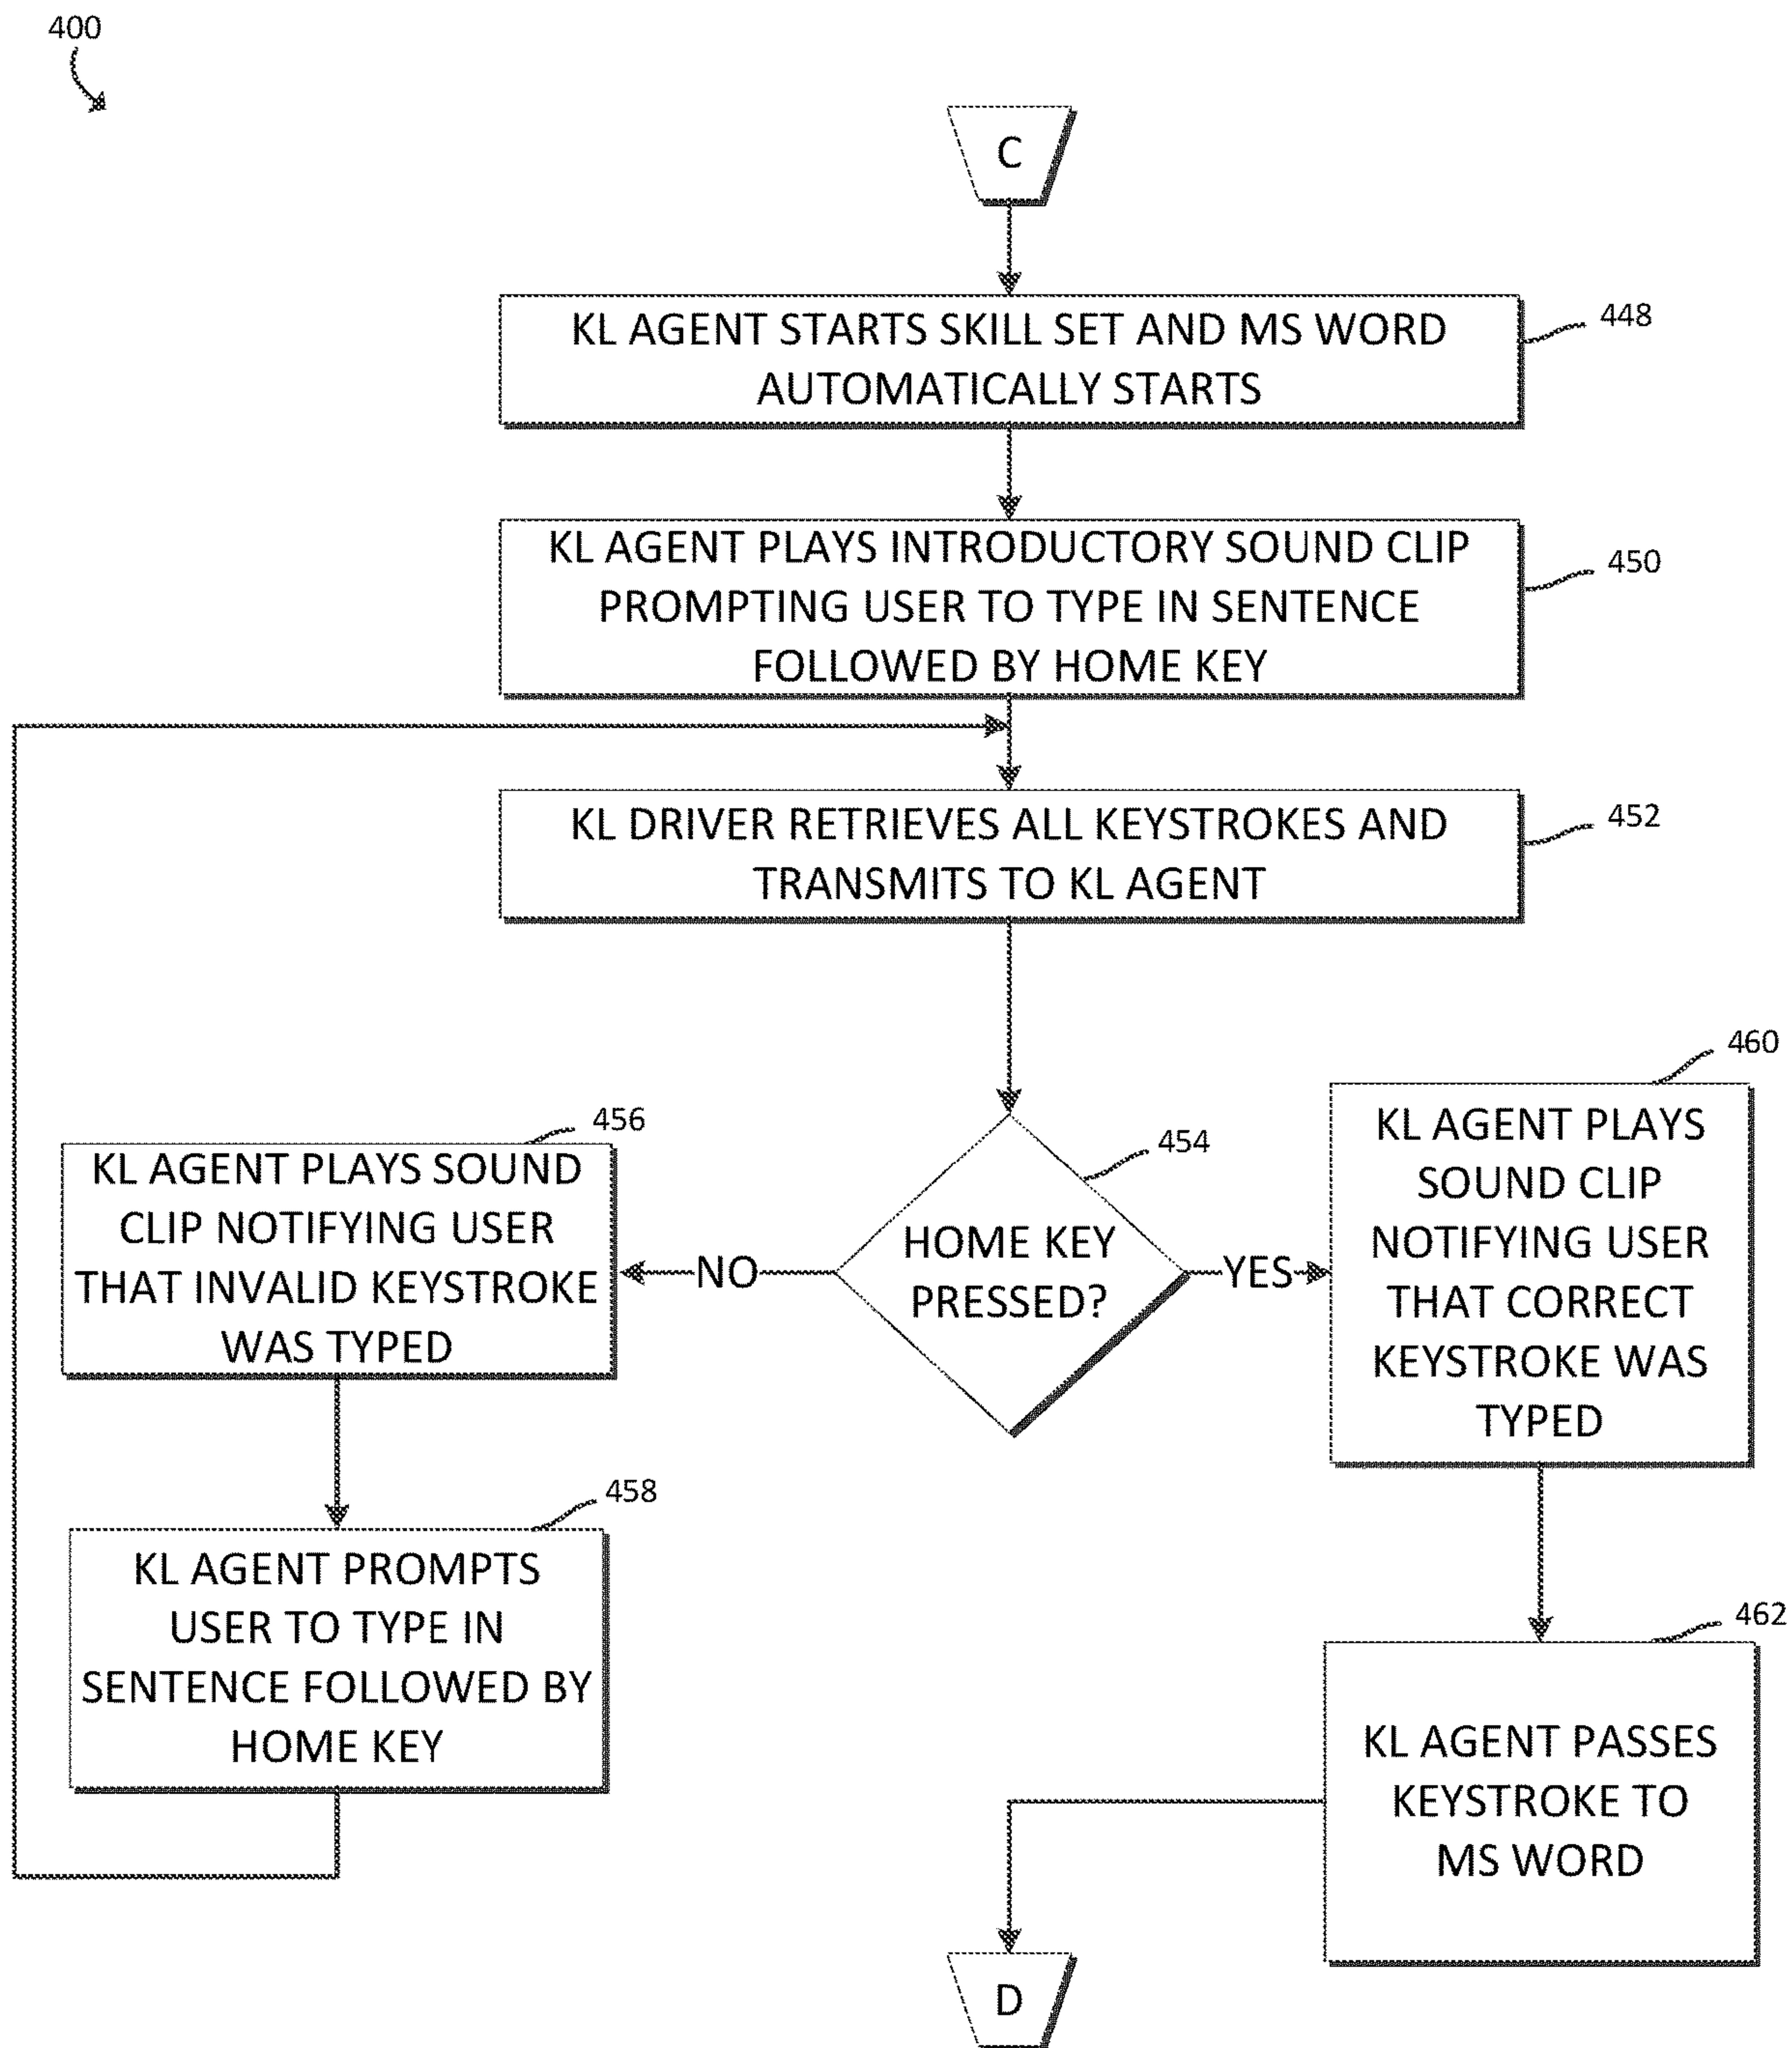 400
C
KL AGENT STARTS SKILL SET AND MS WORD
AUTOMATICALLY STARTS
448
KL AGENT PLAYS INTRODUCTORY SOUND CLIP
PROMPTING USER TO TYPE IN SENTENCE
FOLLOWED BY HOME KEY
450
KL DRIVER RETRIEVES ALL KEYSTROKES AND
TRANSMITS TO KL AGENT
452
HOME KEY
PRESSED?
454
NO
YES
456
KL AGENT PLAYS SOUND
CLIP NOTIFYING USER
THAT INVALID KEYSTROKE
WAS TYPED
458
KL AGENT PROMPTS
USER TO TYPE IN
SENTENCE FOLLOWED BY
HOME KEY
460
KL AGENT PLAYS
SOUND CLIP
NOTIFYING USER
THAT CORRECT
KEYSTROKE WAS
TYPED
462
KL AGENT PASSES
KEYSTROKE TO
MS WORD
D